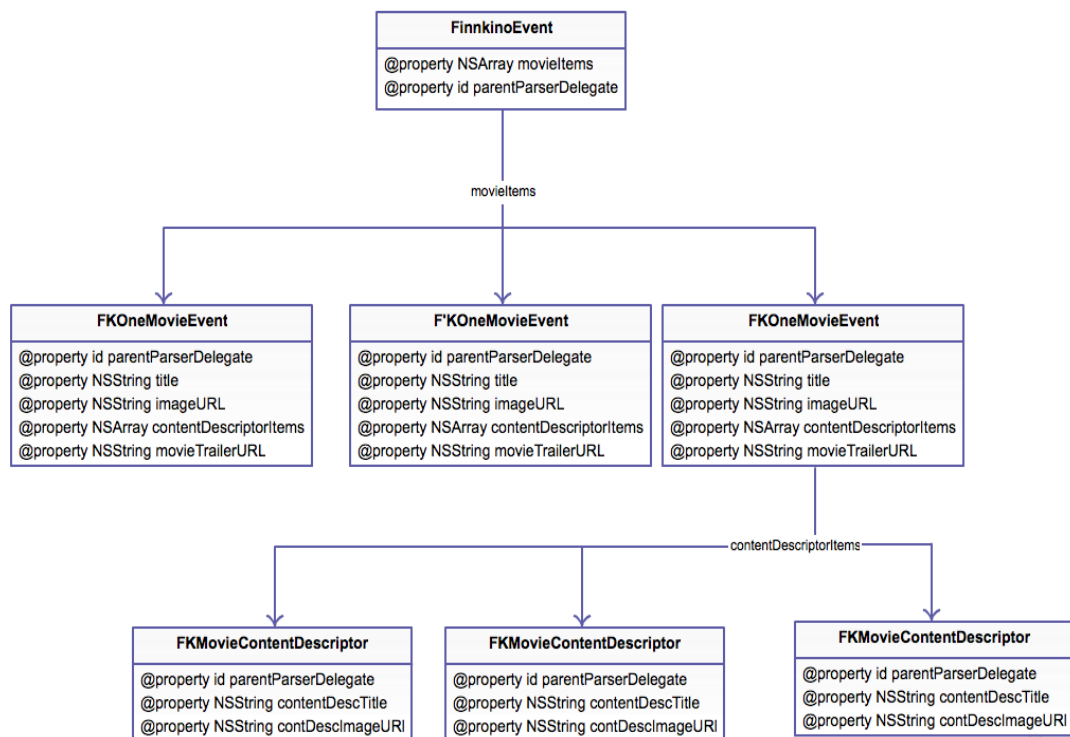 FinnkinoEvent
@property NSArray movieItems
@property id parentParserDelegate
movieItems
FKOneMovieEvent
@property id parentParserDelegate
@property NSString title
@property NSString imageURL
@property NSArray contentDescriptorItems
@property NSString movieTrailerURL
F'KOneMovieEvent
@property id parentParserDelegate
@property NSString title
@property NSString imageURL
@property NSArray contentDescriptorItems
@property NSString movieTrailerURL
FKOneMovieEvent
@property id parentParserDelegate
@property NSString title
@property NSString imageURL
@property NSArray contentDescriptorItems
@property NSString movieTrailerURL
contentDescriptorItems
FKMovieContentDescriptor
@property id parentParserDelegate
@property NSString contentDescTitle
@property NSString contDescImageURI
FKMovieContentDescriptor
@property id parentParserDelegate
@property NSString contentDescTitle
@property NSString contDescImageURI
FKMovieContentDescriptor
@property id parentParserDelegate
@property NSString contentDescTitle
@property NSString contDescImageURI